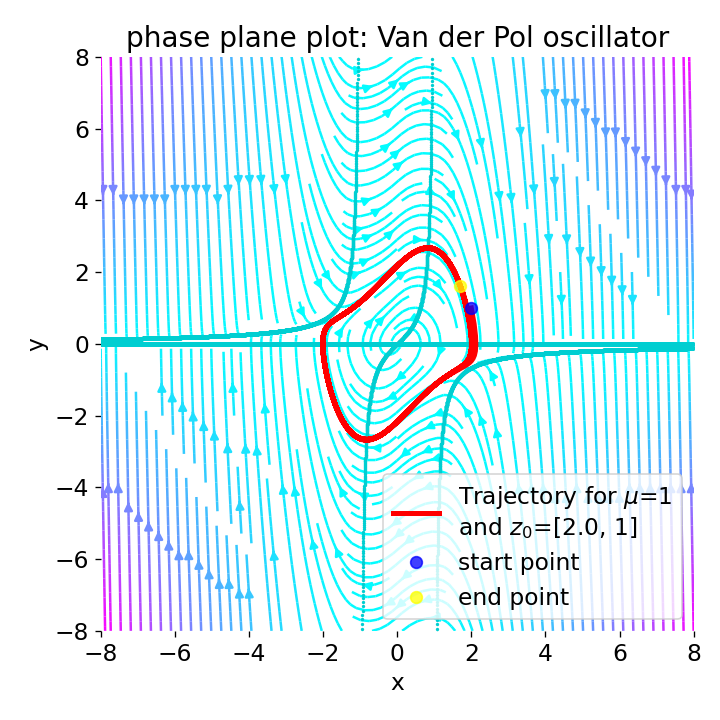 phase plane plot: Van der Pol oscillator
8
6
4
2
0
−2
−4
−6
−8
y
−8 −6 −4 −2 0 2 4 6 8
x
Trajectory for μ=1
and z₀=[2.0, 1]
start point
end point